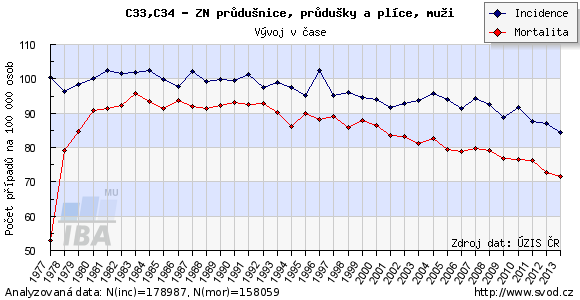 C33,C34 - ZN průdušnice, průdušky a plíce, muži
Vývoj v čase
Incidence
Mortalita
Počet případů na 100 000 osob
110
100
90
80
70
60
50
MU
IBA
Zdroj dat: ÚZIS ČR
1977 1978 1979 1980 1981 1982 1983 1984 1985 1986 1987 1988 1989 1990 1991 1992 1993 1994 1995 1996 1997 1998 1999 2000 2001 2002 2003 2004 2005 2006 2007 2008 2009 2010 2011 2012 2013
Analyzovaná data: N(inc)=178987, N(mor)=158059
http://www.svod.cz